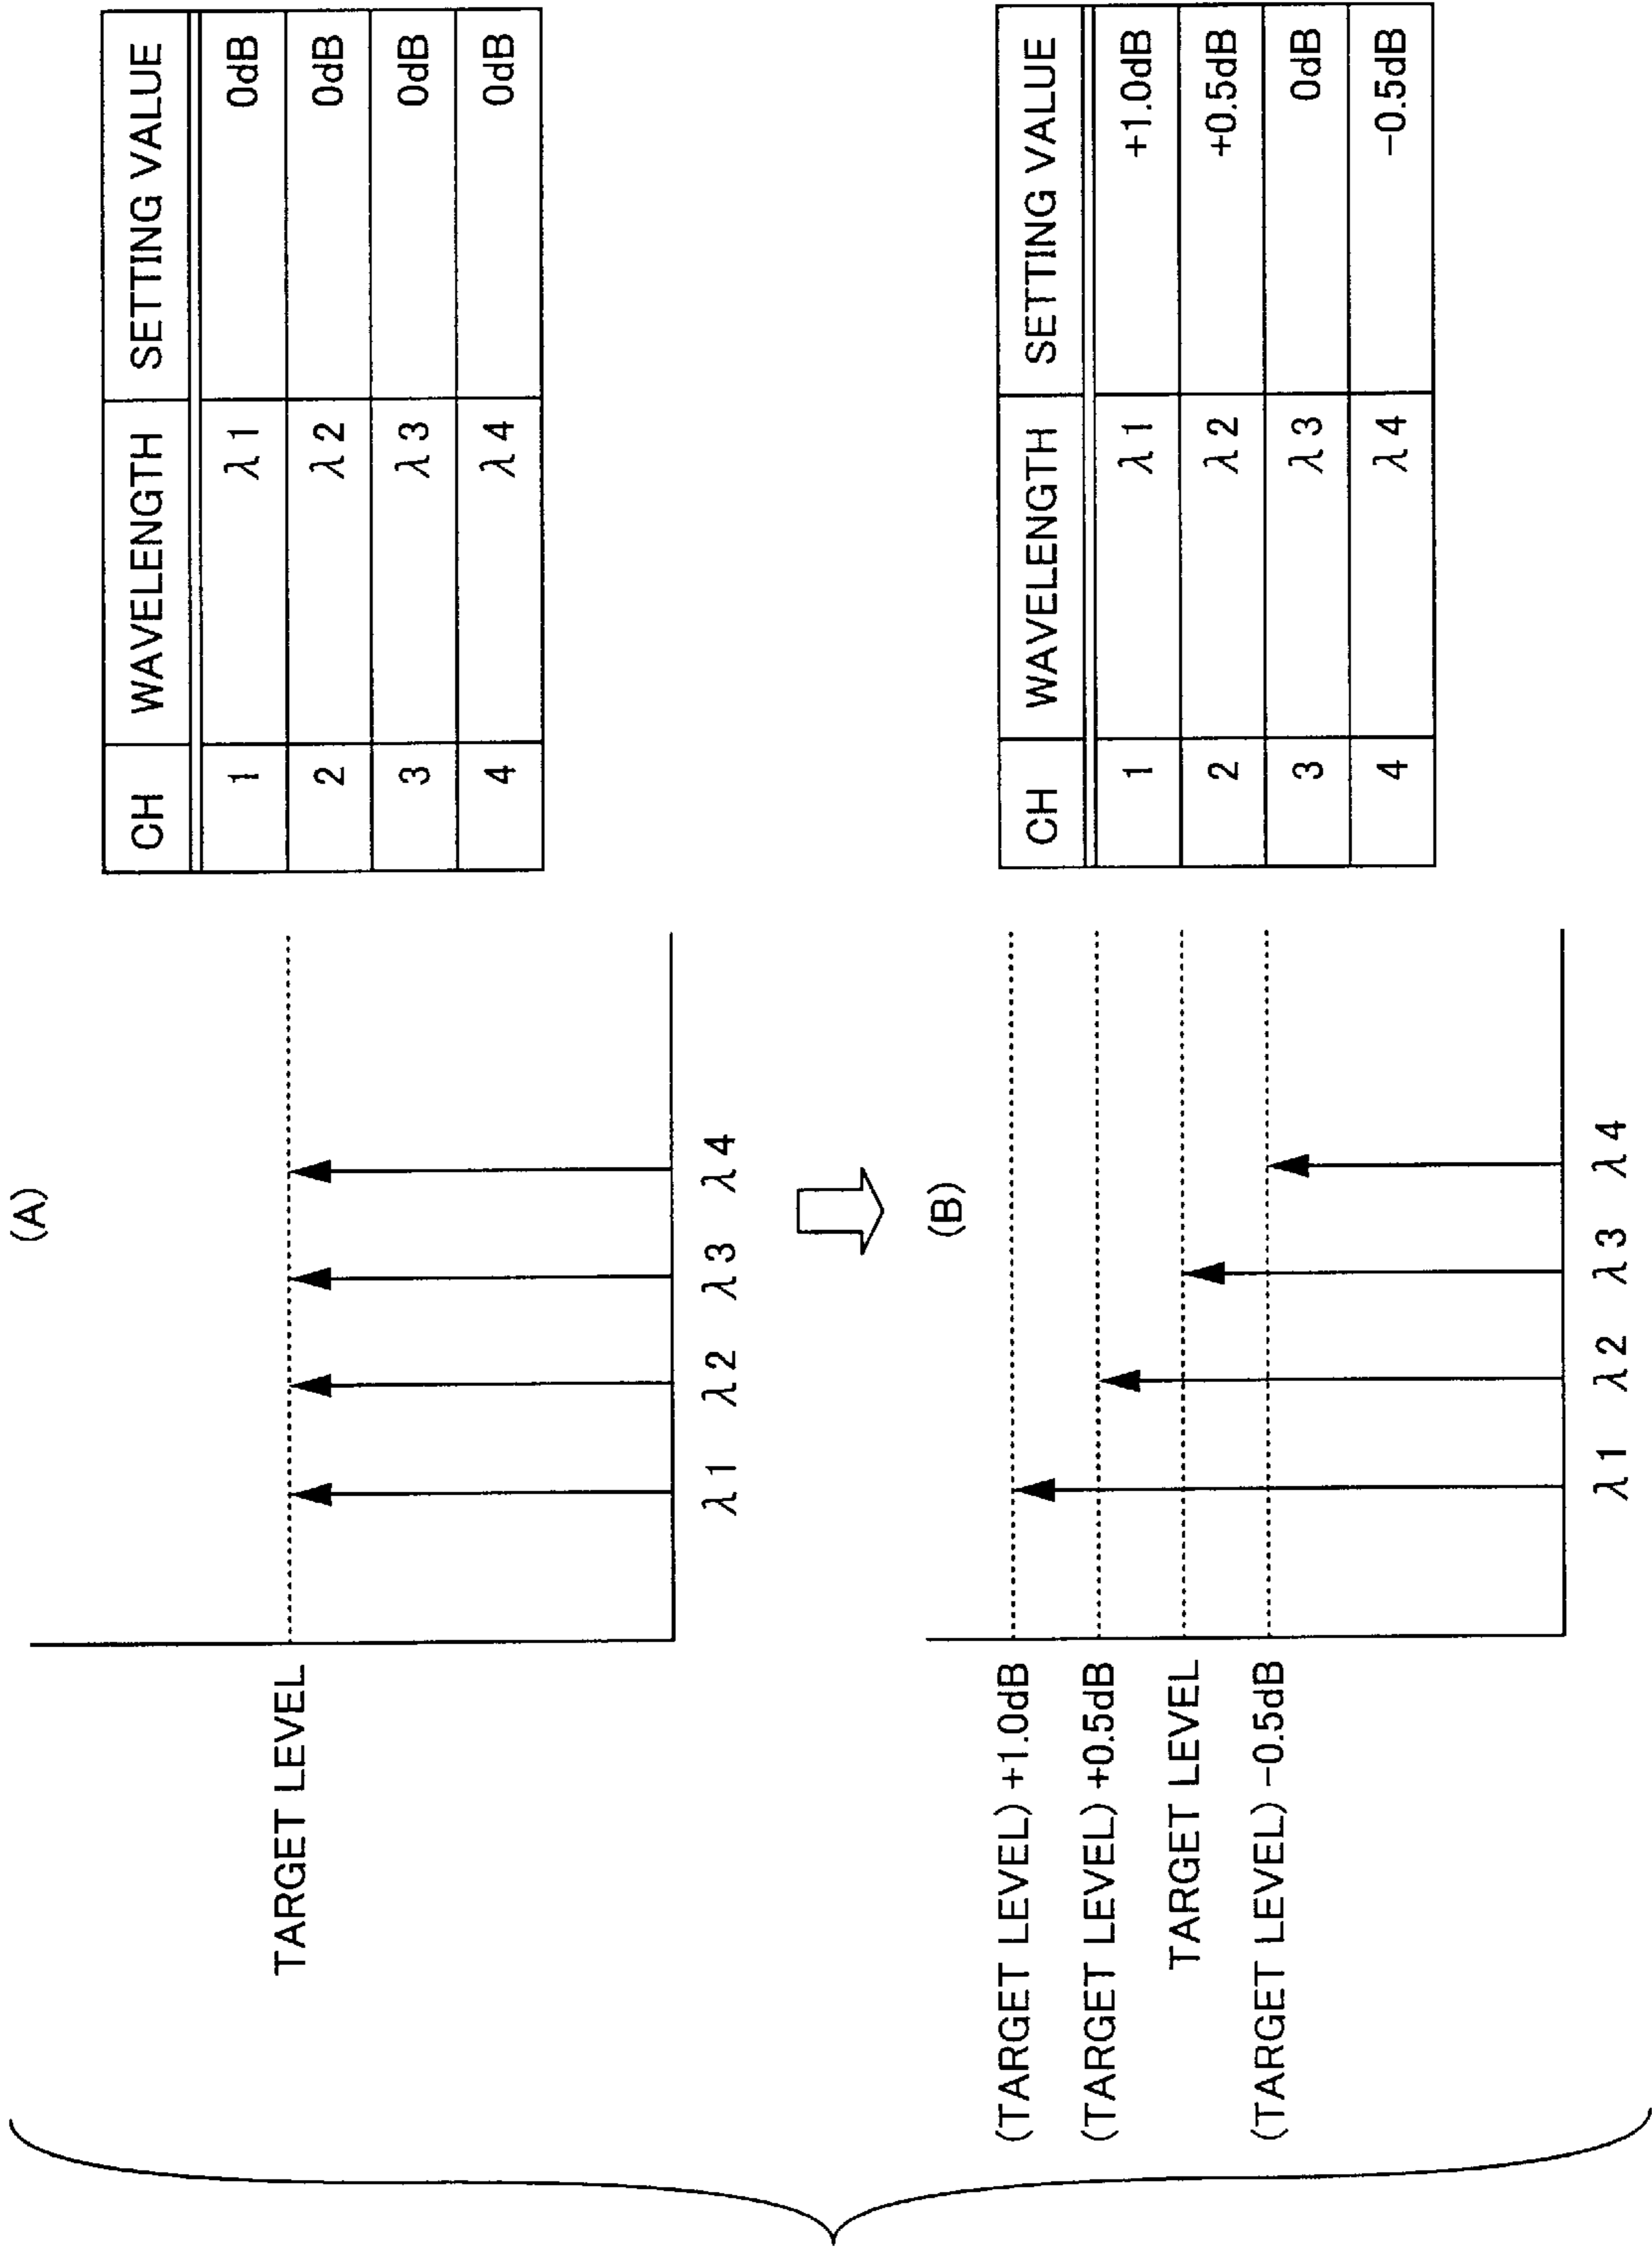 (A)
TARGET LEVEL
λ1 λ2 λ3 λ4
CH WAVELENGTH SETTING VALUE
1 λ1 0dB
2 λ2 0dB
3 λ3 0dB
4 λ4 0dB
(B)
(TARGET LEVEL) +1.0dB
(TARGET LEVEL) +0.5dB
TARGET LEVEL
(TARGET LEVEL) −0.5dB
λ1 λ2 λ3 λ4
CH WAVELENGTH SETTING VALUE
1 λ1 +1.0dB
2 λ2 +0.5dB
3 λ3 0dB
4 λ4 −0.5dB